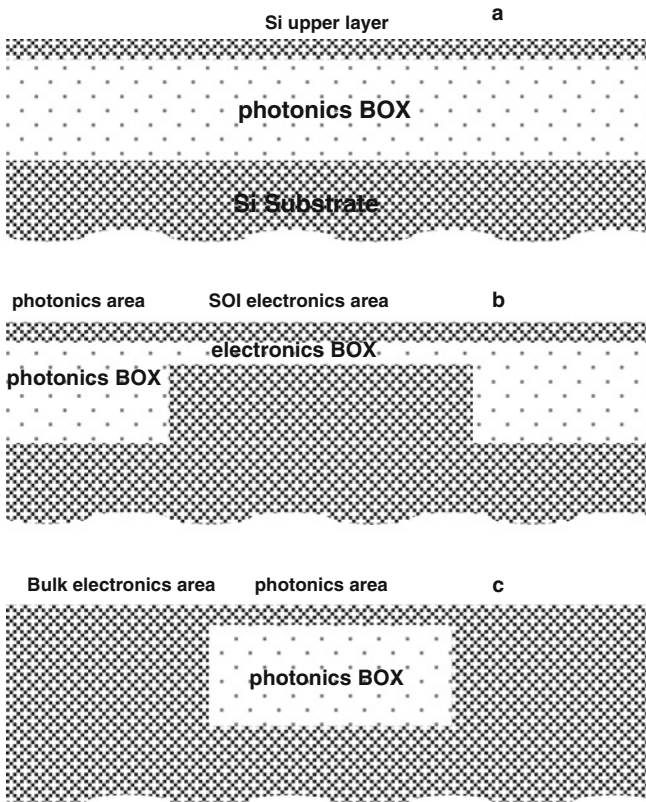 Si upper layer a
photonics BOX
Si Substrate
photonics area SOI electronics area b
electronics BOX
photonics BOX
Bulk electronics area photonics area c
photonics BOX